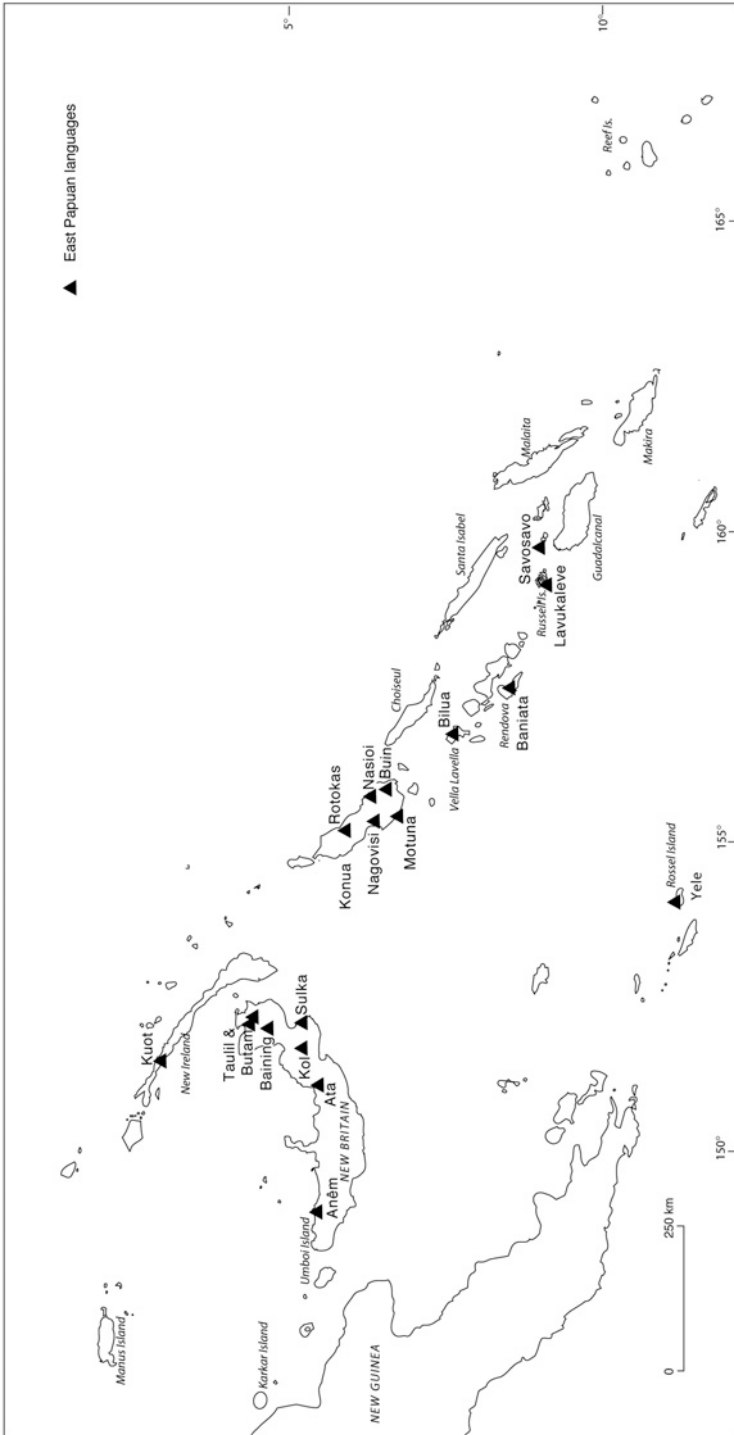 East Papuan languages
5°
10°
Manus Island
Karkar Island
NEW GUINEA
Umboi Island
NEW BRITAIN
Anêm
Ata
Kol
Sulka
Baining
Taulil &
Butam
Kuot
New Ireland
Konua
Rotokas
Nagovisi
Nasioi
Buin
Motuna
Choiseul
Vella Lavella
Bilua
Rendova
Baniata
Santa Isabel
Russel Is.
Lavukaleve
Savosavo
Guadalcanal
Malaita
Makira
Reef Is.
Rossel Island
Yele
0
250 km
150°
155°
160°
165°